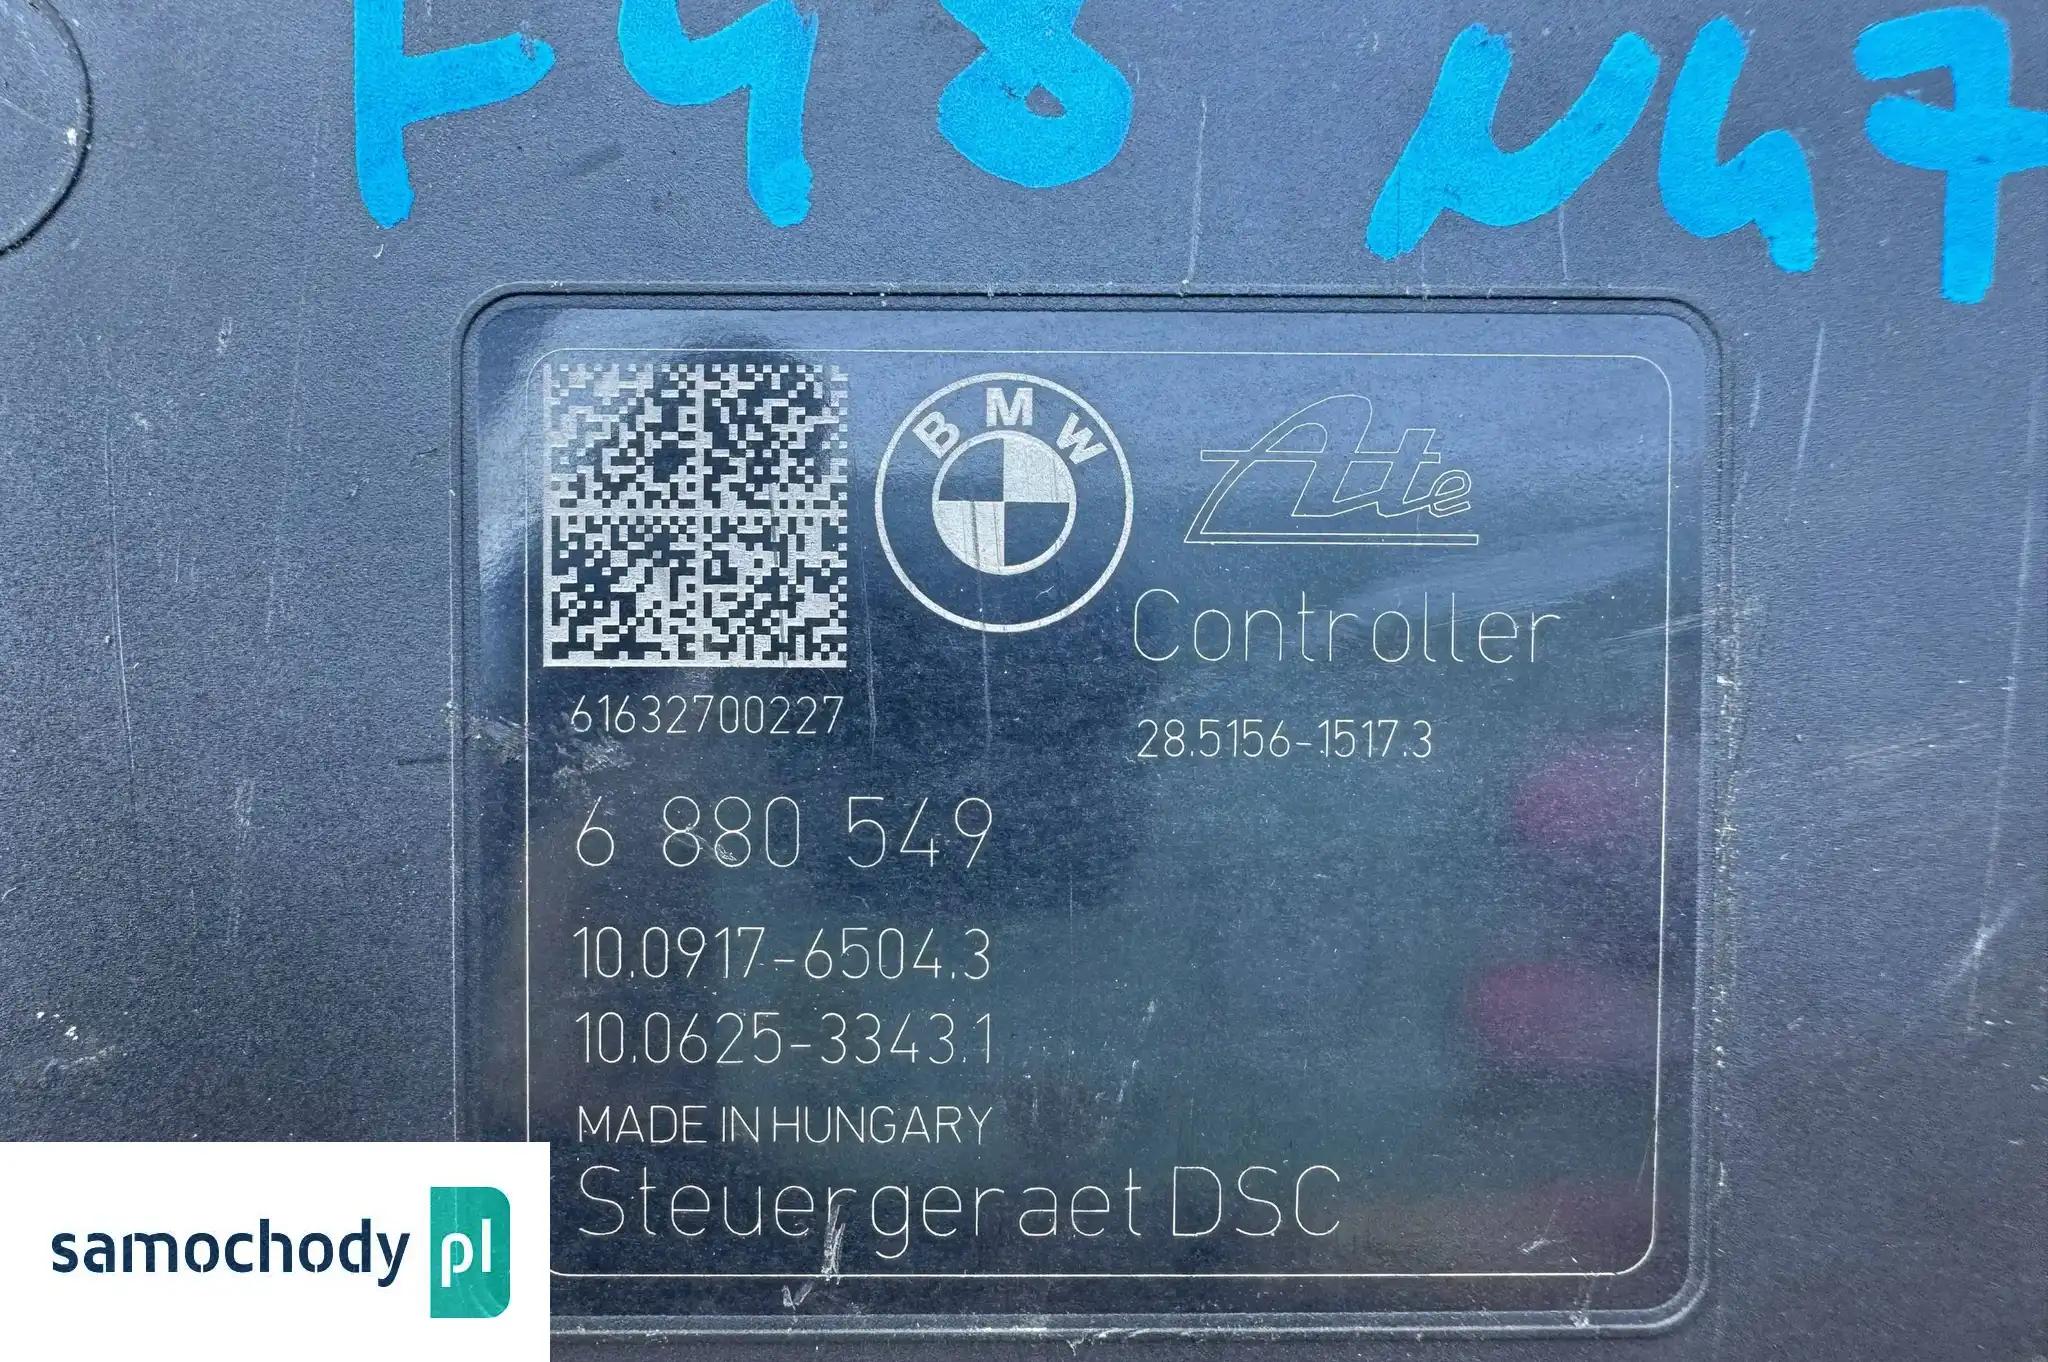 F48 N47
BMW
Ate
Controller
61632700227
28.5156-1517.3
6 880 549
10.0917-6504.3
10.0625-3343.1
MADE IN HUNGARY
Steuergeraet DSC
samochody pl